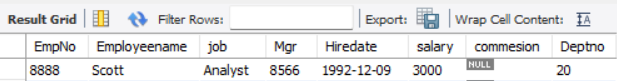 Result Grid Filter Rows: Export: Wrap Cell Content: IA
EmpNo Employeename job Mgr Hiredate salary commesion Deptno
8888 Scott Analyst 8566 1992-12-09 3000 NULL 20